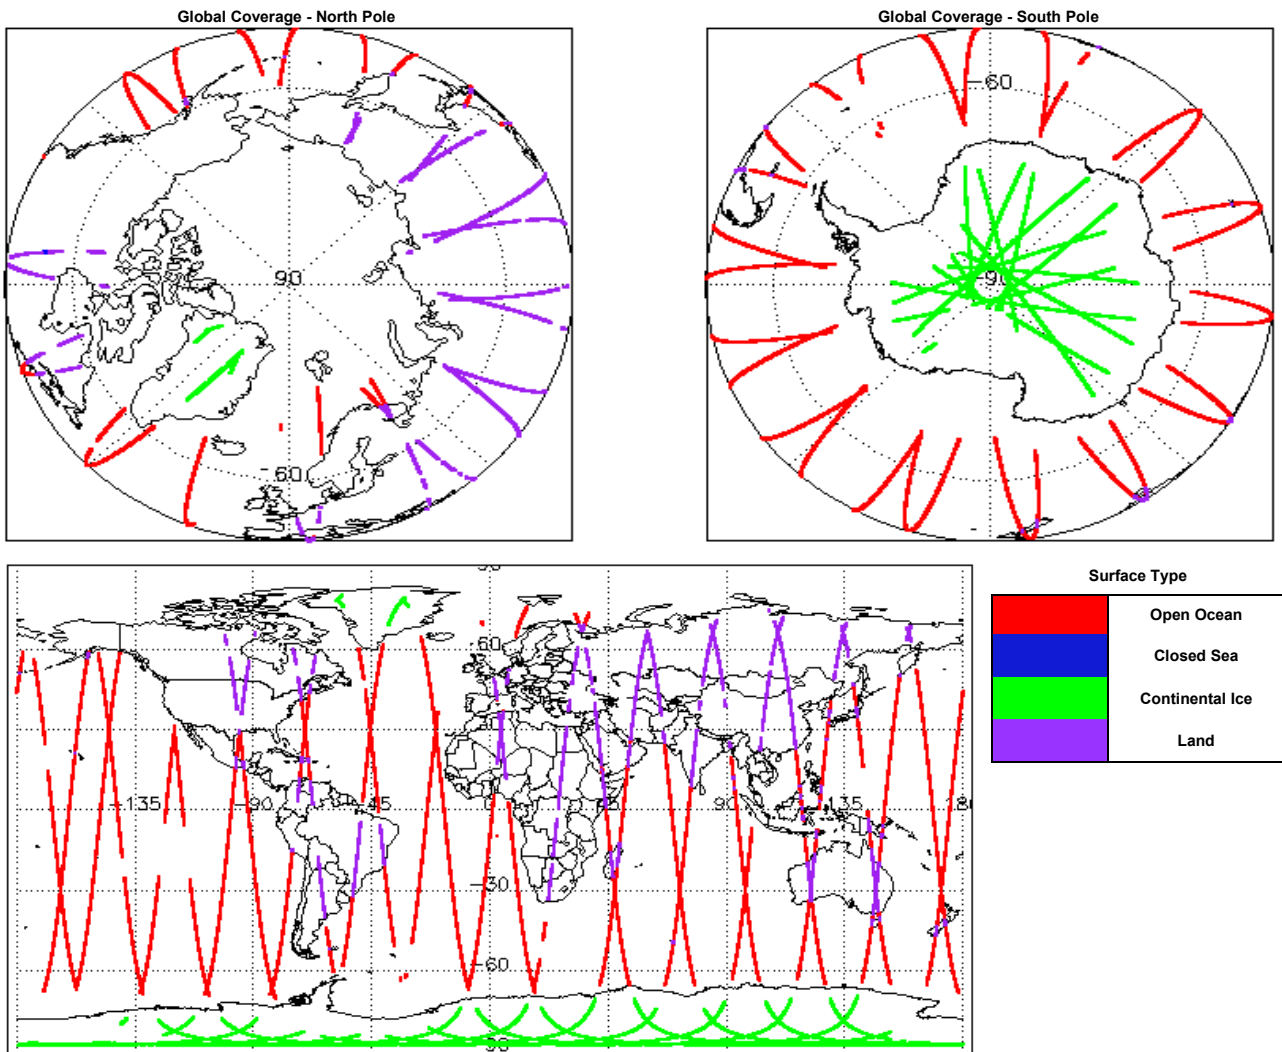 Global Coverage - North Pole
Global Coverage - South Pole
90
60
-60
-90
60
-135
-90
-45
0
90
135
-30
-60
Surface Type
Open Ocean
Closed Sea
Continental Ice
Land